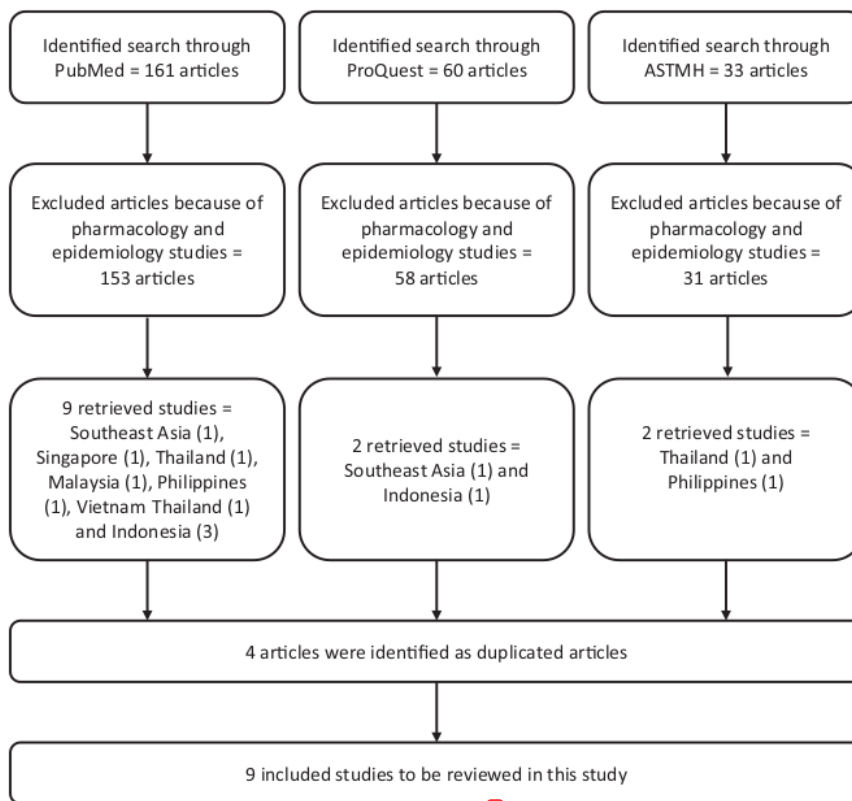 Identified search through
PubMed = 161 articles
Identified search through
ProQuest = 60 articles
Identified search through
ASTMH = 33 articles
Excluded articles because of
pharmacology and
epidemiology studies =
153 articles
Excluded articles because of
pharmacology and
epidemiology studies =
58 articles
Excluded articles because of
pharmacology and
epidemiology studies =
31 articles
9 retrieved studies =
Southeast Asia (1),
Singapore (1), Thailand (1),
Malaysia (1), Philippines
(1), Vietnam Thailand (1)
and Indonesia (3)
2 retrieved studies =
Southeast Asia (1) and
Indonesia (1)
2 retrieved studies =
Thailand (1) and
Philippines (1)
4 articles were identified as duplicated articles
9 included studies to be reviewed in this study